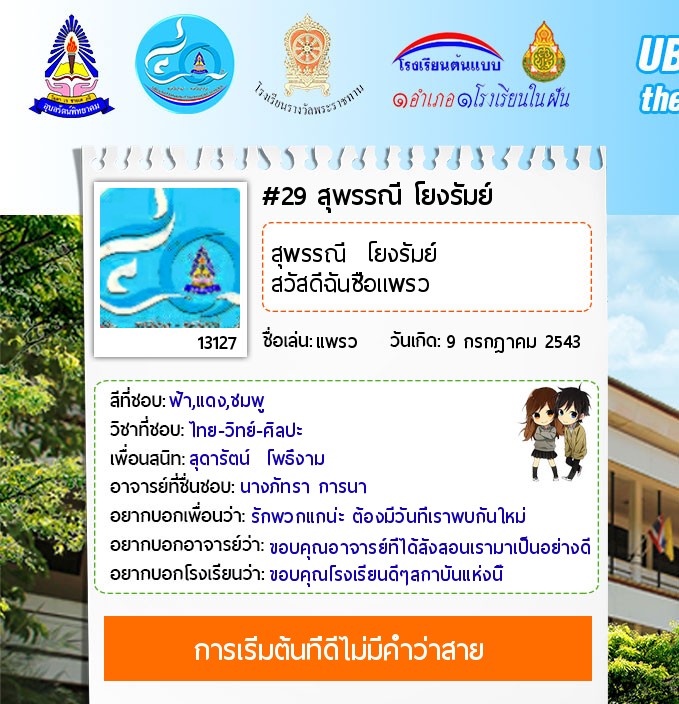 อุบลรัตน์พิทยาคม
โรงเรียนรางวัลพระราชทาน
โรงเรียนต้นแบบ
๑อำเภอ๑โรงเรียนในฝัน
UB
the
#29 สุพรรณี โยงรัมย์
สุพรรณี โยงรัมย์
สวัสดีฉันชื่อแพรว
13127
ชื่อเล่น: แพรว วันเกิด: 9 กรกฎาคม 2543
สีที่ชอบ: ฟ้า,แดง,ชมพู
วิชาที่ชอบ: ไทย-วิทย์-ศิลปะ
เพื่อนสนิท: สุดารัตน์ โพธิ์งาม
อาจารย์ที่ชื่นชอบ: นางภัทรา การนา
อยากบอกเพื่อนว่า: รักพวกแกน่ะ ต้องมีวันที่เราพบกันใหม่
อยากบอกอาจารย์ว่า: ขอบคุณอาจารย์ที่ได้สั่งสอนเรามาเป็นอย่างดี
อยากบอกโรงเรียนว่า: ขอบคุณโรงเรียนดีๆสถาบันแห่งนี้
การเริ่มต้นที่ดีไม่มีคำว่าสาย